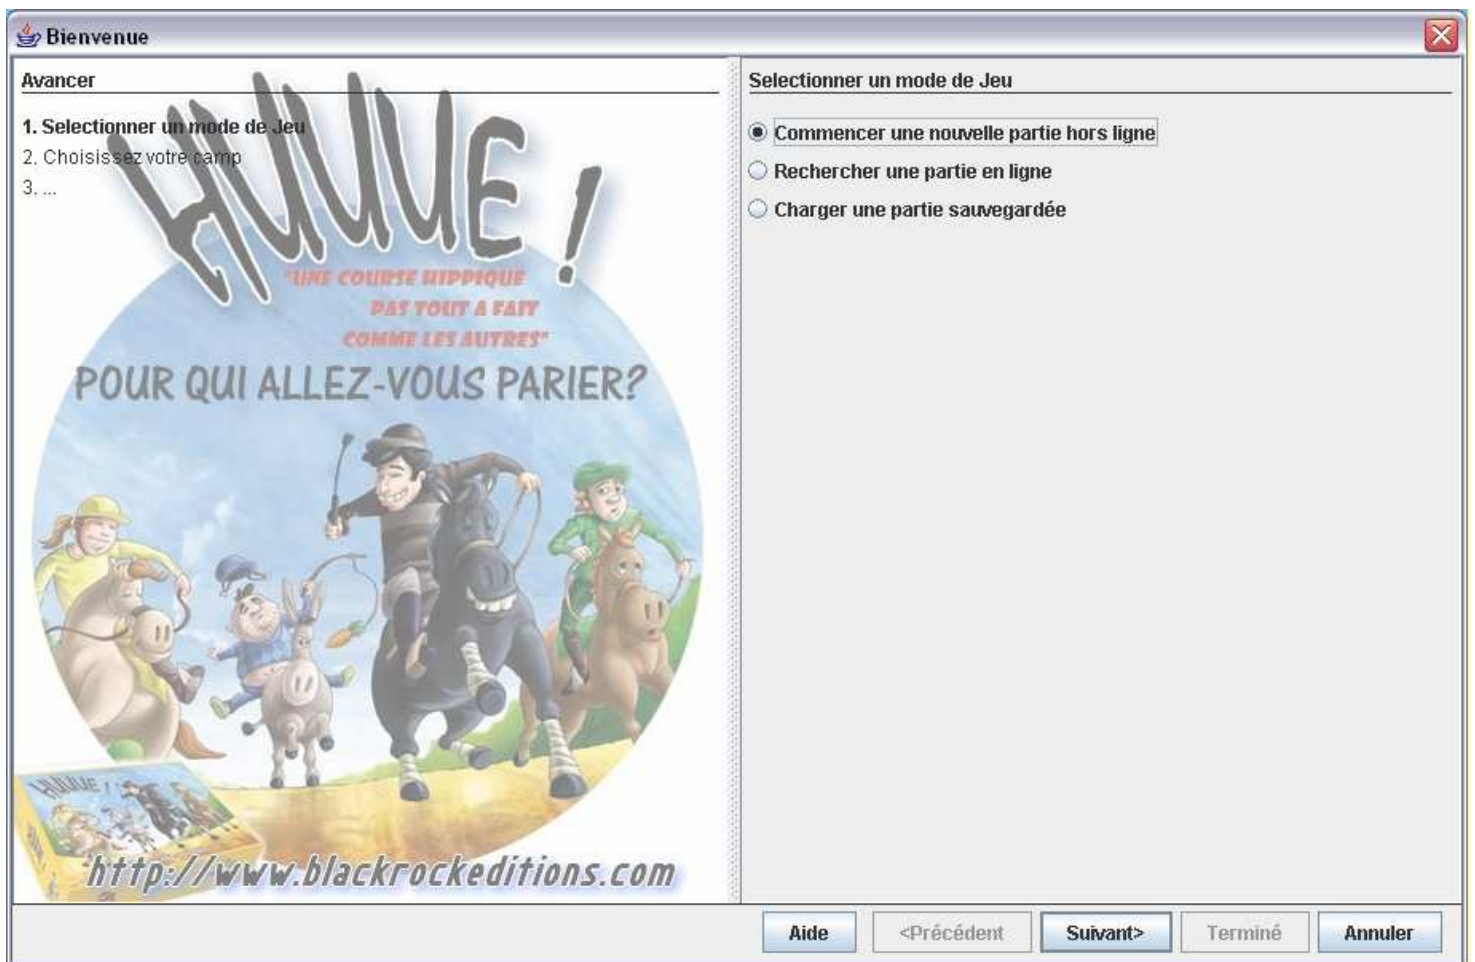 Bienvenue
Avancer
1. Selectionner un mode de Jeu
2. Choisissez votre camp
3. ...
HUUUE !
"UNE COURSE HIPPIQUE
PAS TOUT A FAIT
COMME LES AUTRES"
POUR QUI ALLEZ-VOUS PARIER?
HUUUE !
http://www.blackrockeditions.com
Selectionner un mode de Jeu
Commencer une nouvelle partie hors ligne
Rechercher une partie en ligne
Charger une partie sauvegardée
Aide
<Précédent
Suivant>
Terminé
Annuler